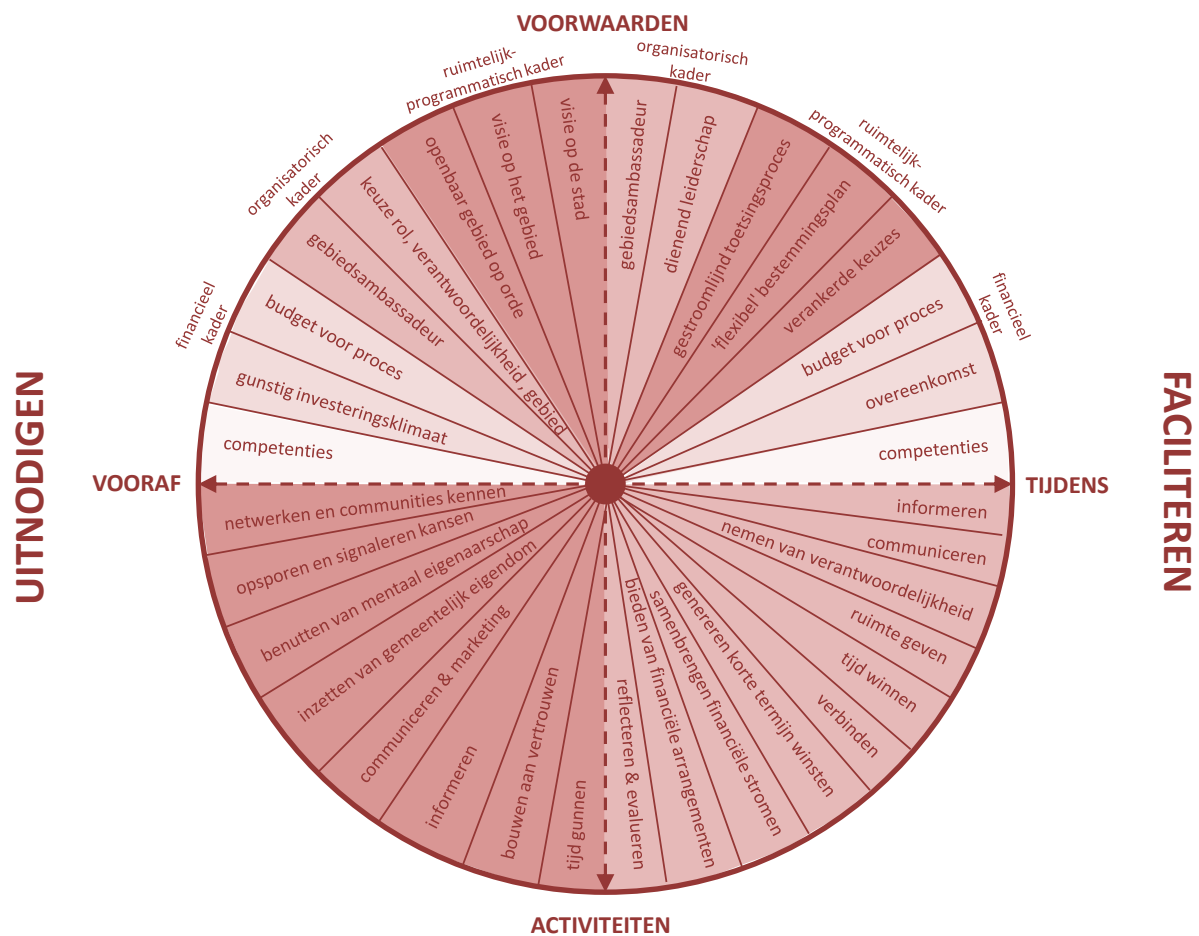 VOORWAARDEN
ruimtelijk-
programmatisch kader
organisatorisch
kader
organisatorisch
kader
ruimtelijk-
programmatisch kader
financieel
kader
financieel
kader
UITNODIGEN
FACILITEREN
VOORAF
TIJDENS
visie op de stad
visie op het gebied
openbaar gebied op orde
keuze rol, verantwoordelijkheid, gebied
gebiedsambassadeur
budget voor proces
gunstig investeringsklimaat
competenties
gebiedsambassadeur
dienend leiderschap
gestroomlijnd toetsingsproces
'flexibel' bestemmingsplan
verankerde keuzes
budget voor proces
overeenkomst
competenties
netwerken en communities kennen
opsporen en signaleren kansen
benutten van mentaal eigenaarschap
inzetten van gemeentelijk eigendom
communiceren & marketing
informeren
bouwen aan vertrouwen
tijd gunnen
informeren
communiceren
nemen van verantwoordelijkheid
ruimte geven
tijd winnen
verbinden
genereren korte termijn winsten
samenbrengen financiële stromen
bieden van financiële arrangementen
reflecteren & evalueren
ACTIVITEITEN